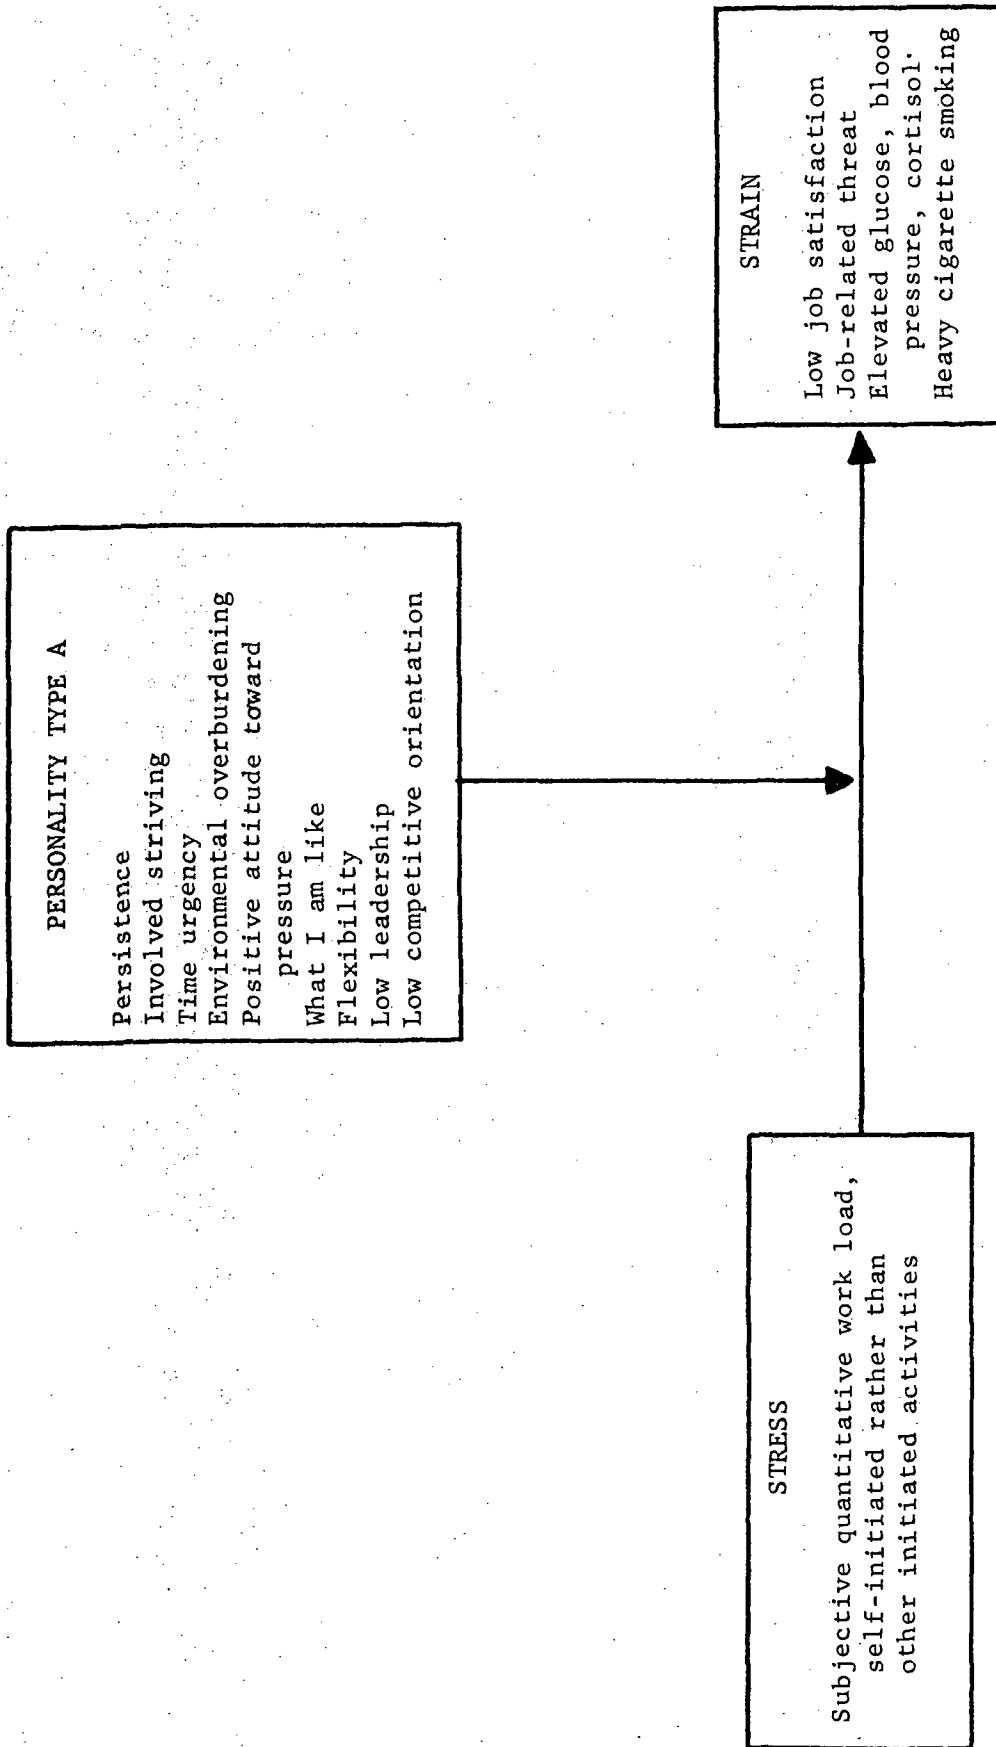 PERSONALITY TYPE A
Persistence
Involved striving
Time urgency
Environmental overburdening
Positive attitude toward
pressure
What I am like
Flexibility
Low leadership
Low competitive orientation
STRESS
Subjective quantitative work load,
self-initiated rather than
other initiated activities
STRAIN
Low job satisfaction
Job-related threat
Elevated glucose, blood
pressure, cortisol
Heavy cigarette smoking